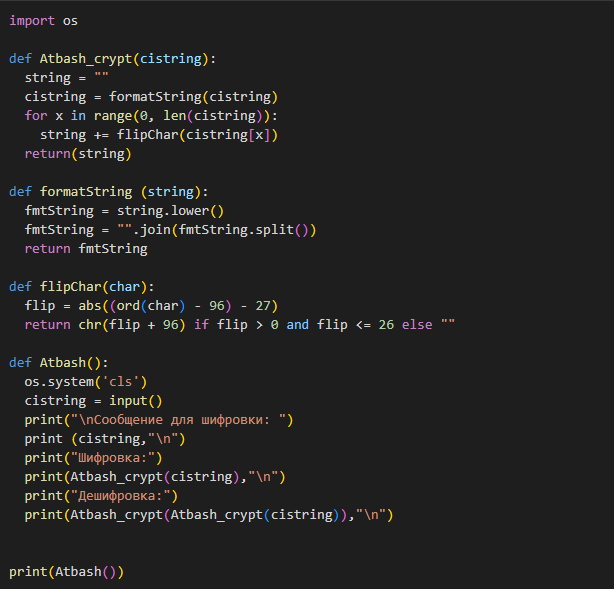 import os
def Atbash_crypt(cistring):
string = ""
cistring = formatString(cistring)
for x in range(0, len(cistring)):
string += flipChar(cistring[x])
return(string)
def formatString (string):
fmtString = string.lower()
fmtString = "".join(fmtString.split())
return fmtString
def flipChar(char):
flip = abs((ord(char) - 96) - 27)
return chr(flip + 96) if flip > 0 and flip <= 26 else ""
def Atbash():
os.system('cls')
cistring = input()
print("\nСообщение для шифровки: ")
print (cistring,"\n")
print("Шифровка:")
print(Atbash_crypt(cistring),"\n")
print("Дешифровка:")
print(Atbash_crypt(Atbash_crypt(cistring)),"\n")
print(Atbash())